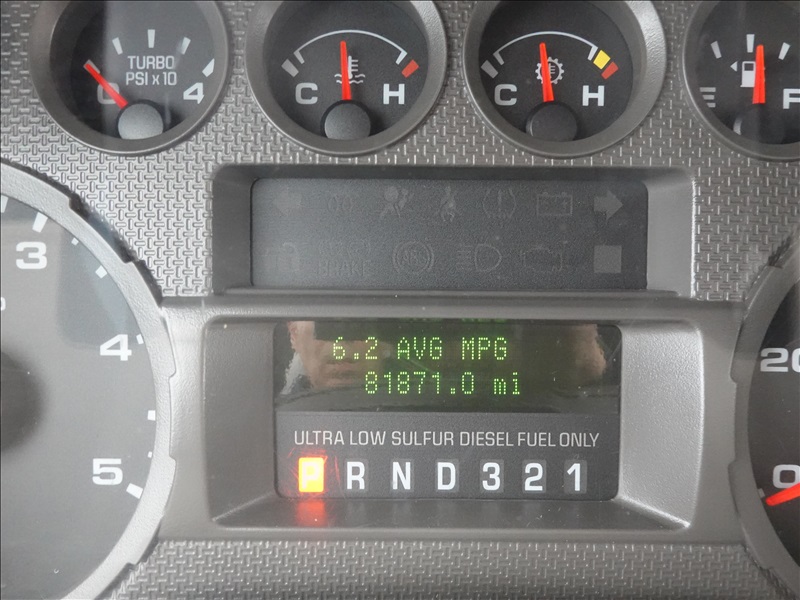 TURBO
PSI x 10
0 4
C H
C H
E F
BRAKE
ABS
3
4
5
6.2 AVG MPG
81871.0 mi
20
0
ULTRA LOW SULFUR DIESEL FUEL ONLY
P R N D 3 2 1